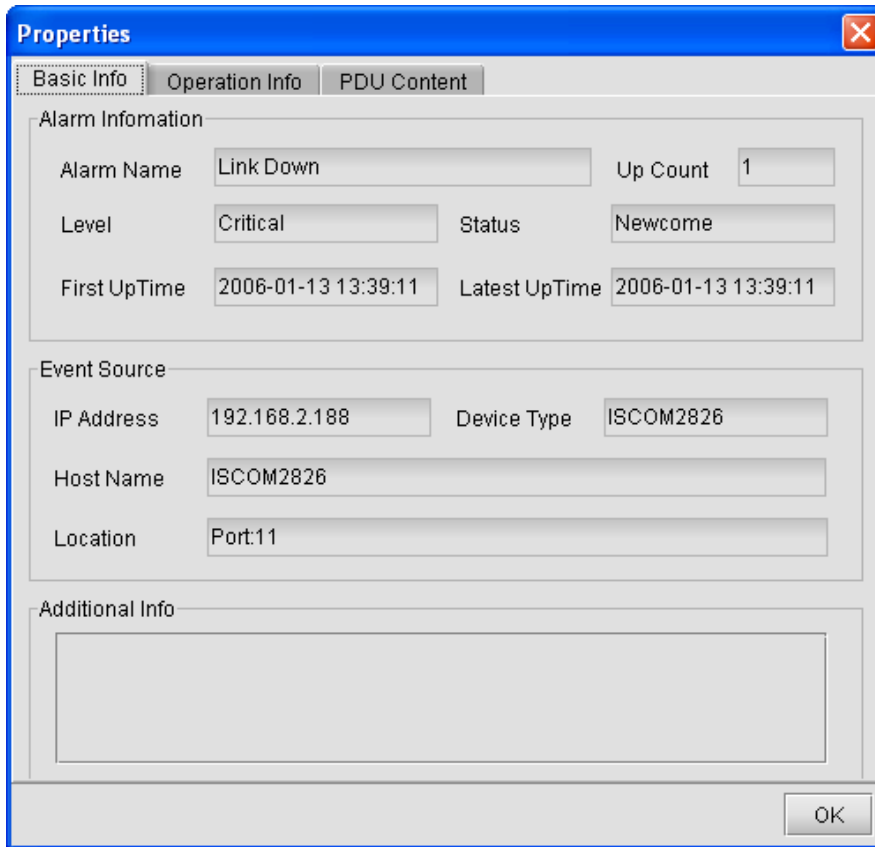 Properties
Basic Info Operation Info PDU Content
Alarm Infomation
Alarm Name Link Down Up Count 1
Level Critical Status Newcome
First UpTime 2006-01-13 13:39:11 Latest UpTime 2006-01-13 13:39:11
Event Source
IP Address 192.168.2.188 Device Type ISCOM2826
Host Name ISCOM2826
Location Port:11
Additional Info
OK